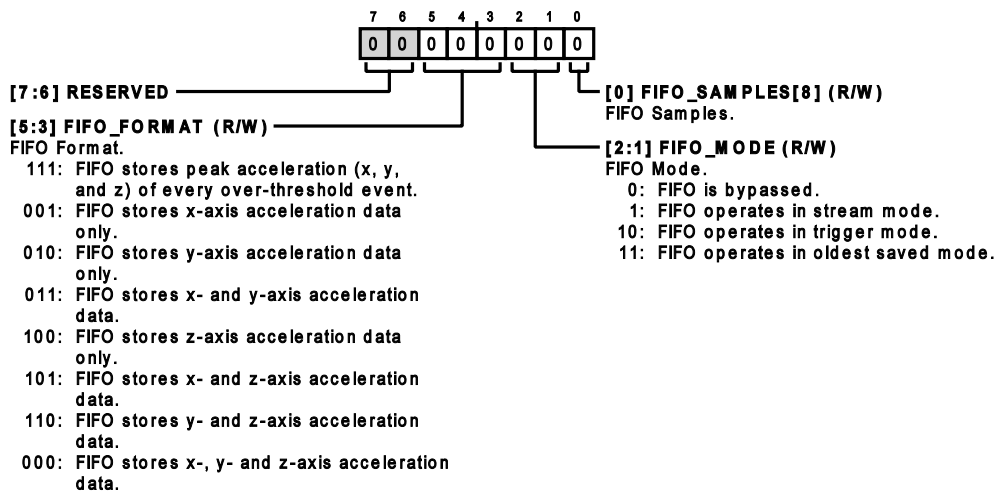 7 6 5 4 3 2 1 0
0 0 0 0 0 0 0 0
[7:6] RESERVED
[5:3] FIFO_FORMAT (R/W)
FIFO Format.
111: FIFO stores peak acceleration (x, y,
and z) of every over-threshold event.
001: FIFO stores x-axis acceleration data
only.
010: FIFO stores y-axis acceleration data
only.
011: FIFO stores x- and y-axis acceleration
data.
100: FIFO stores z-axis acceleration data
only.
101: FIFO stores x- and z-axis acceleration
data.
110: FIFO stores y- and z-axis acceleration
data.
000: FIFO stores x-, y- and z-axis acceleration
data.
[0] FIFO_SAMPLES[8] (R/W)
FIFO Samples.
[2:1] FIFO_MODE (R/W)
FIFO Mode.
0: FIFO is bypassed.
1: FIFO operates in stream mode.
10: FIFO operates in trigger mode.
11: FIFO operates in oldest saved mode.